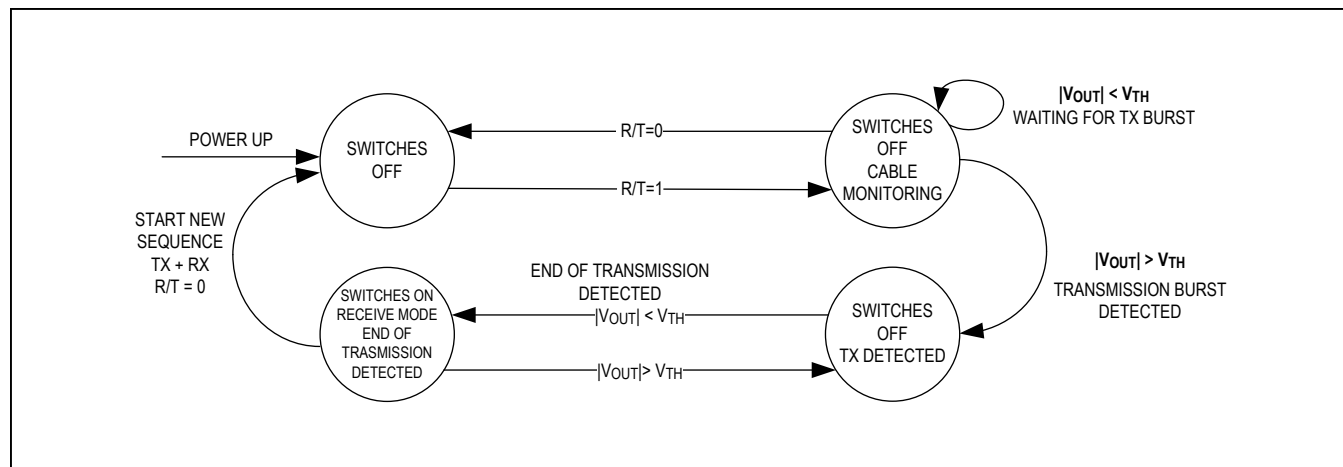 POWER UP
SWITCHES
OFF
R/T=0
R/T=1
SWITCHES
OFF
CABLE
MONITORING
|VOUT| < VTH
WAITING FOR TX BURST
|VOUT| > VTH
TRANSMISSION BURST
DETECTED
START NEW
SEQUENCE
TX + RX
R/T = 0
SWITCHES ON
RECEIVE MODE
END OF
TRASMISSION
DETECTED
END OF TRANSMISSION
DETECTED
|VOUT| < VTH
|VOUT|> VTH
SWITCHES
OFF
TX DETECTED